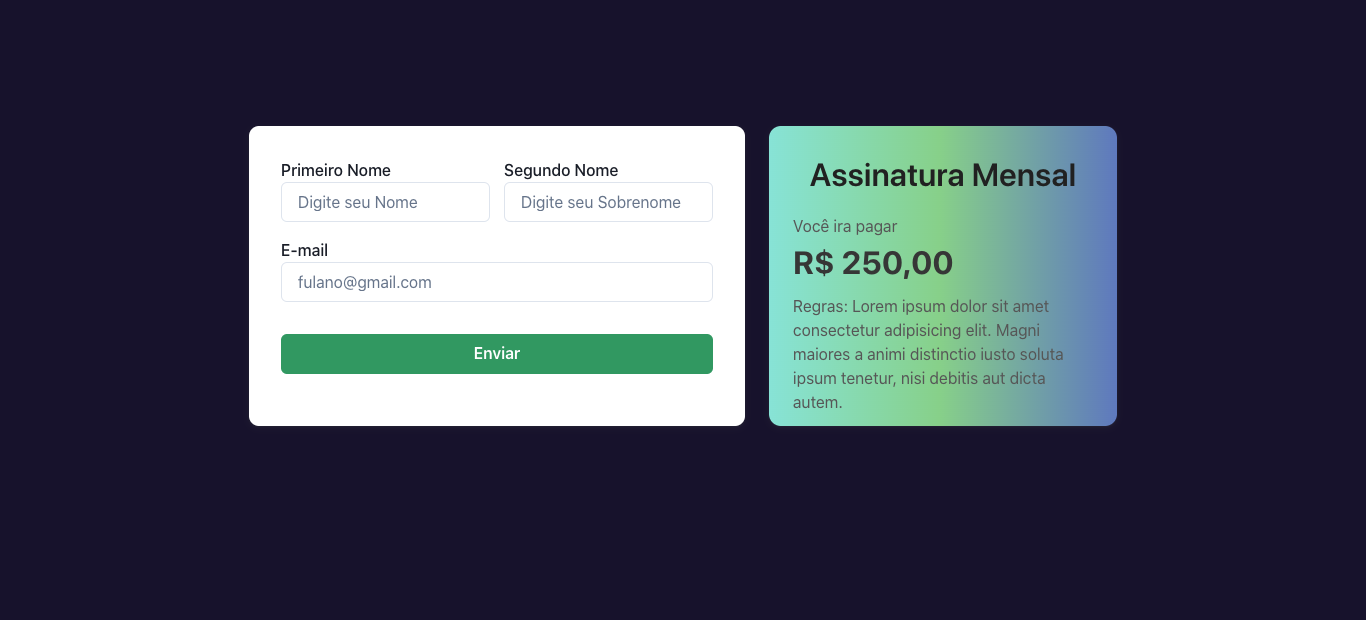 Primeiro Nome
Segundo Nome
Digite seu Nome
Digite seu Sobrenome
E-mail
fulano@gmail.com
Enviar
Assinatura Mensal
Você ira pagar
R$ 250,00
Regras: Lorem ipsum dolor sit amet
consectetur adipisicing elit. Magni
maiores a animi distinctio iusto soluta
ipsum tenetur, nisi debitis aut dicta
autem.